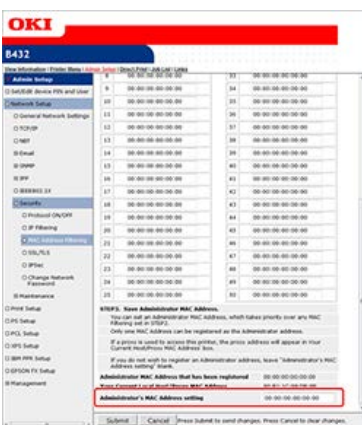 OKI
B432
View Information | Printer Menu | Admin Setup | Direct Print | Job List | Links
Admin Setup
Set/Edit device PIN and User
Network Setup
General Network Settings
TCP/IP
NBT
Email
SNMP
IPP
IEEE802.1X
Security
Protocol ON/OFF
IP Filtering
MAC Address Filtering
SSL/TLS
IPSec
Change Network
Password
Maintenance
Print Setup
PS Setup
PCL Setup
XPS Setup
IBM PPR Setup
EPSON FX Setup
Management
8 00:00:00:00:00:00 33 00:00:00:00:00:00
9 00:00:00:00:00:00 34 00:00:00:00:00:00
10 00:00:00:00:00:00 35 00:00:00:00:00:00
11 00:00:00:00:00:00 36 00:00:00:00:00:00
12 00:00:00:00:00:00 37 00:00:00:00:00:00
13 00:00:00:00:00:00 38 00:00:00:00:00:00
14 00:00:00:00:00:00 39 00:00:00:00:00:00
15 00:00:00:00:00:00 40 00:00:00:00:00:00
16 00:00:00:00:00:00 41 00:00:00:00:00:00
17 00:00:00:00:00:00 42 00:00:00:00:00:00
18 00:00:00:00:00:00 43 00:00:00:00:00:00
19 00:00:00:00:00:00 44 00:00:00:00:00:00
20 00:00:00:00:00:00 45 00:00:00:00:00:00
21 00:00:00:00:00:00 46 00:00:00:00:00:00
22 00:00:00:00:00:00 47 00:00:00:00:00:00
23 00:00:00:00:00:00 48 00:00:00:00:00:00
24 00:00:00:00:00:00 49 00:00:00:00:00:00
25 00:00:00:00:00:00 50 00:00:00:00:00:00
STEP3. Save Administrator MAC Address.
You can set an Administrator MAC Address, which takes priority over any MAC
Filtering set in STEP2.
Only one MAC Address can be registered as the Administrator address.
If a proxy is used to access this printer, the proxy address will appear in Your
Current Host/Proxy MAC Address box.
If you do not wish to register an Administrator address, leave "Administrator's MAC
Address setting" blank.
Administrator MAC Address that has been registered 00:00:00:00:00:00
Your Current Local Host/Proxy MAC Address
Administrator's MAC Address setting 00:00:00:00:00:00
Submit Cancel Press Submit to send changes. Press Cancel to clear changes.